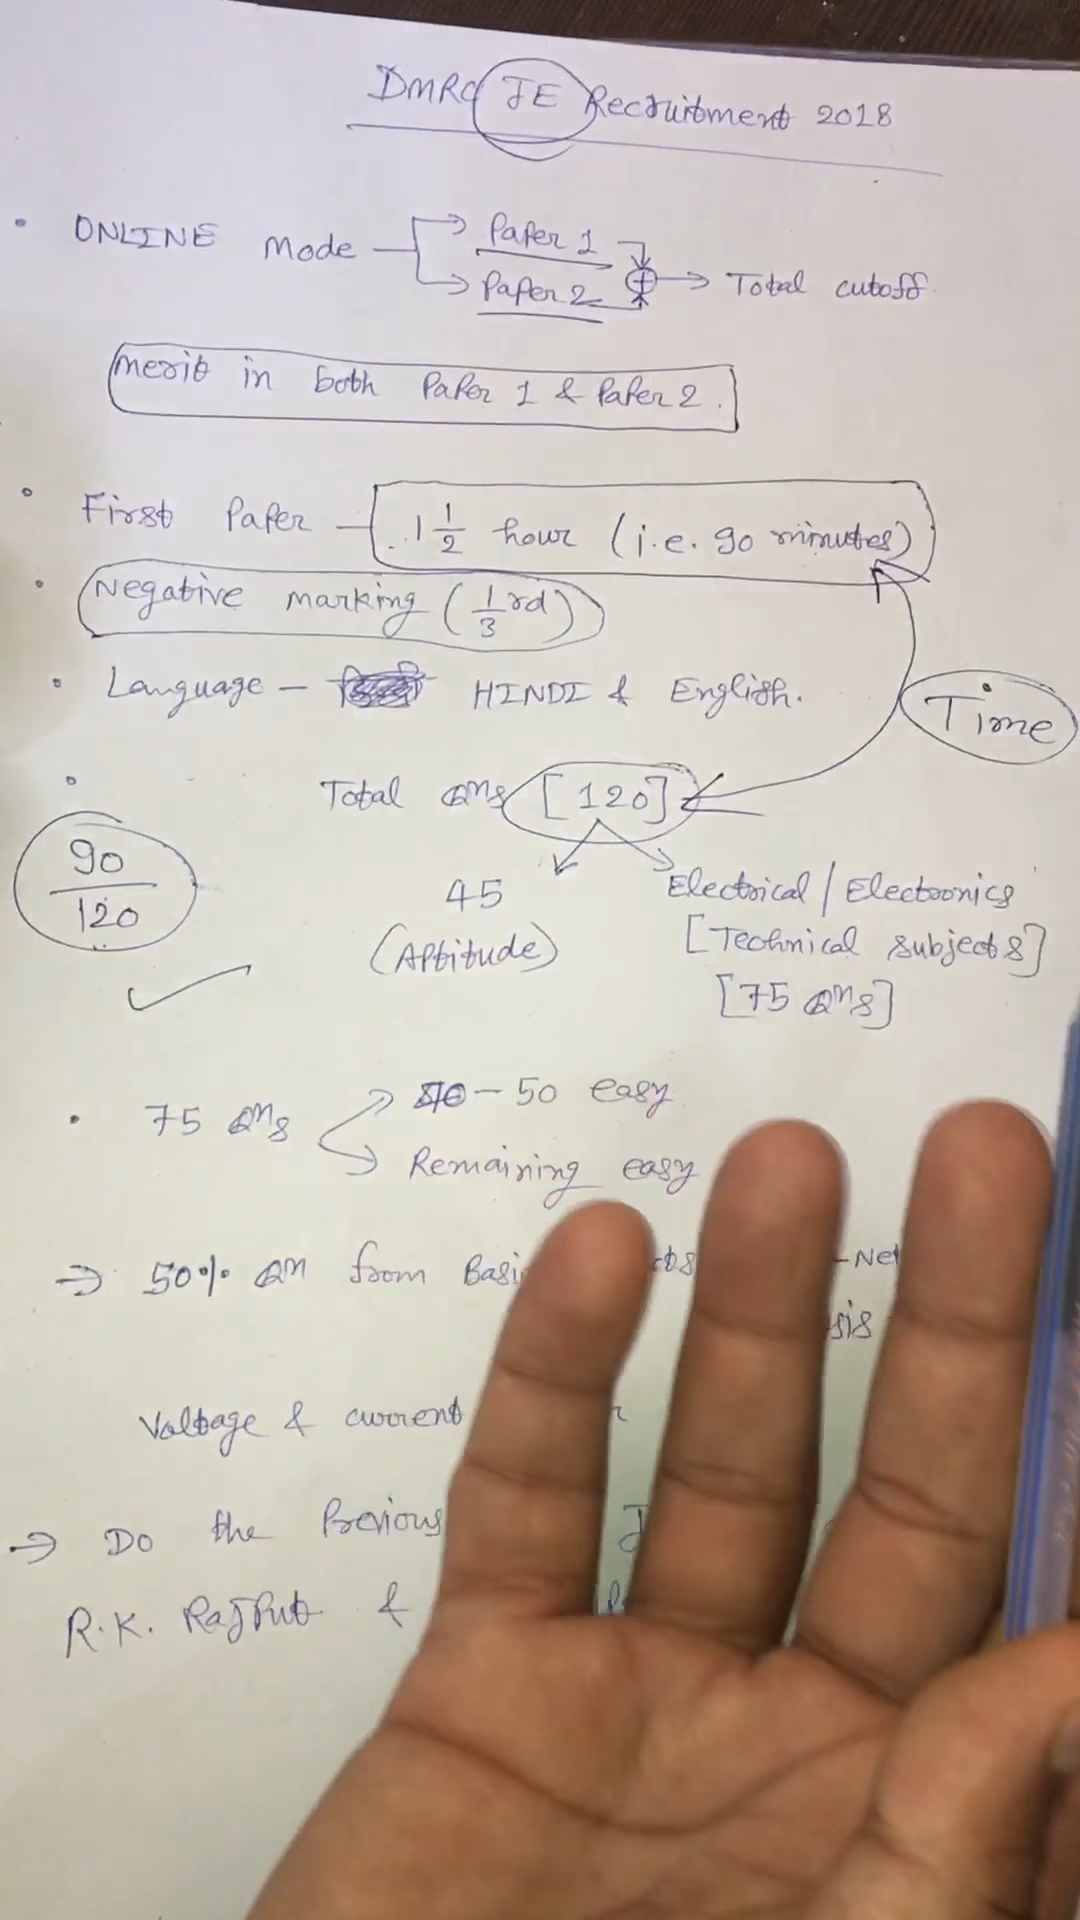 DMRC JE Recruitment 2018
ONLINE Mode
Paper 1
Paper 2
Total cutoff
Merit in both Paper 1 & Paper 2.
First Paper - 1 1/2 hour (i.e. 90 minutes)
Negative marking (1/3 rd)
Language - HINDI & English.
Time
Total Qns [120]
90
120
45
(Aptitude)
Electrical / Electronics
[Technical subjects]
[75 Qns]
75 Qns
- 50 easy
Remaining easy
50% Qn from
Voltage & current
Do the Previous
R.K. Rajput &